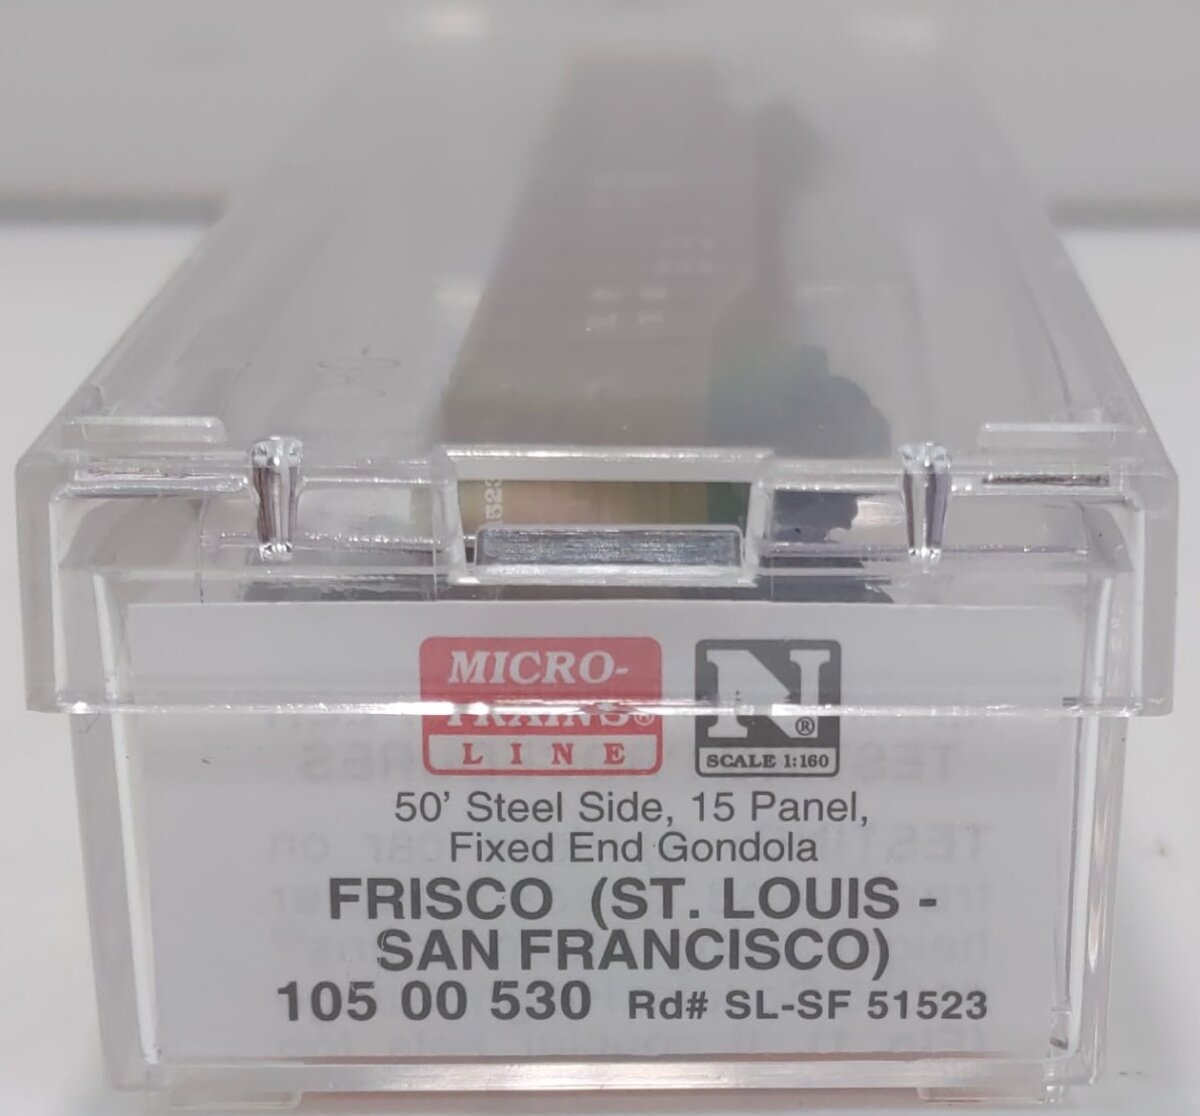 523
MICRO-
TRAINS®
LINE
N®
SCALE 1:160
50' Steel Side, 15 Panel,
Fixed End Gondola
FRISCO (ST. LOUIS -
SAN FRANCISCO)
105 00 530 Rd# SL-SF 51523